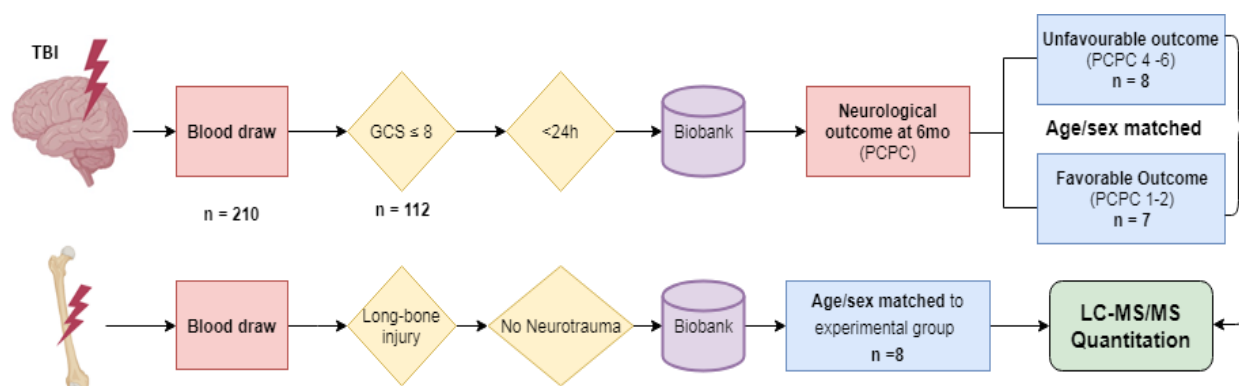 TBI
Blood draw
n = 210
GCS ≤ 8
n = 112
<24h
Biobank
Neurological
outcome at 6mo
(PCPC)
Unfavourable outcome
(PCPC 4 -6)
n = 8
Age/sex matched
Favorable Outcome
(PCPC 1-2)
n = 7
Blood draw
Long-bone
injury
No Neurotrauma
Biobank
Age/sex matched to
experimental group
n =8
LC-MS/MS
Quantitation